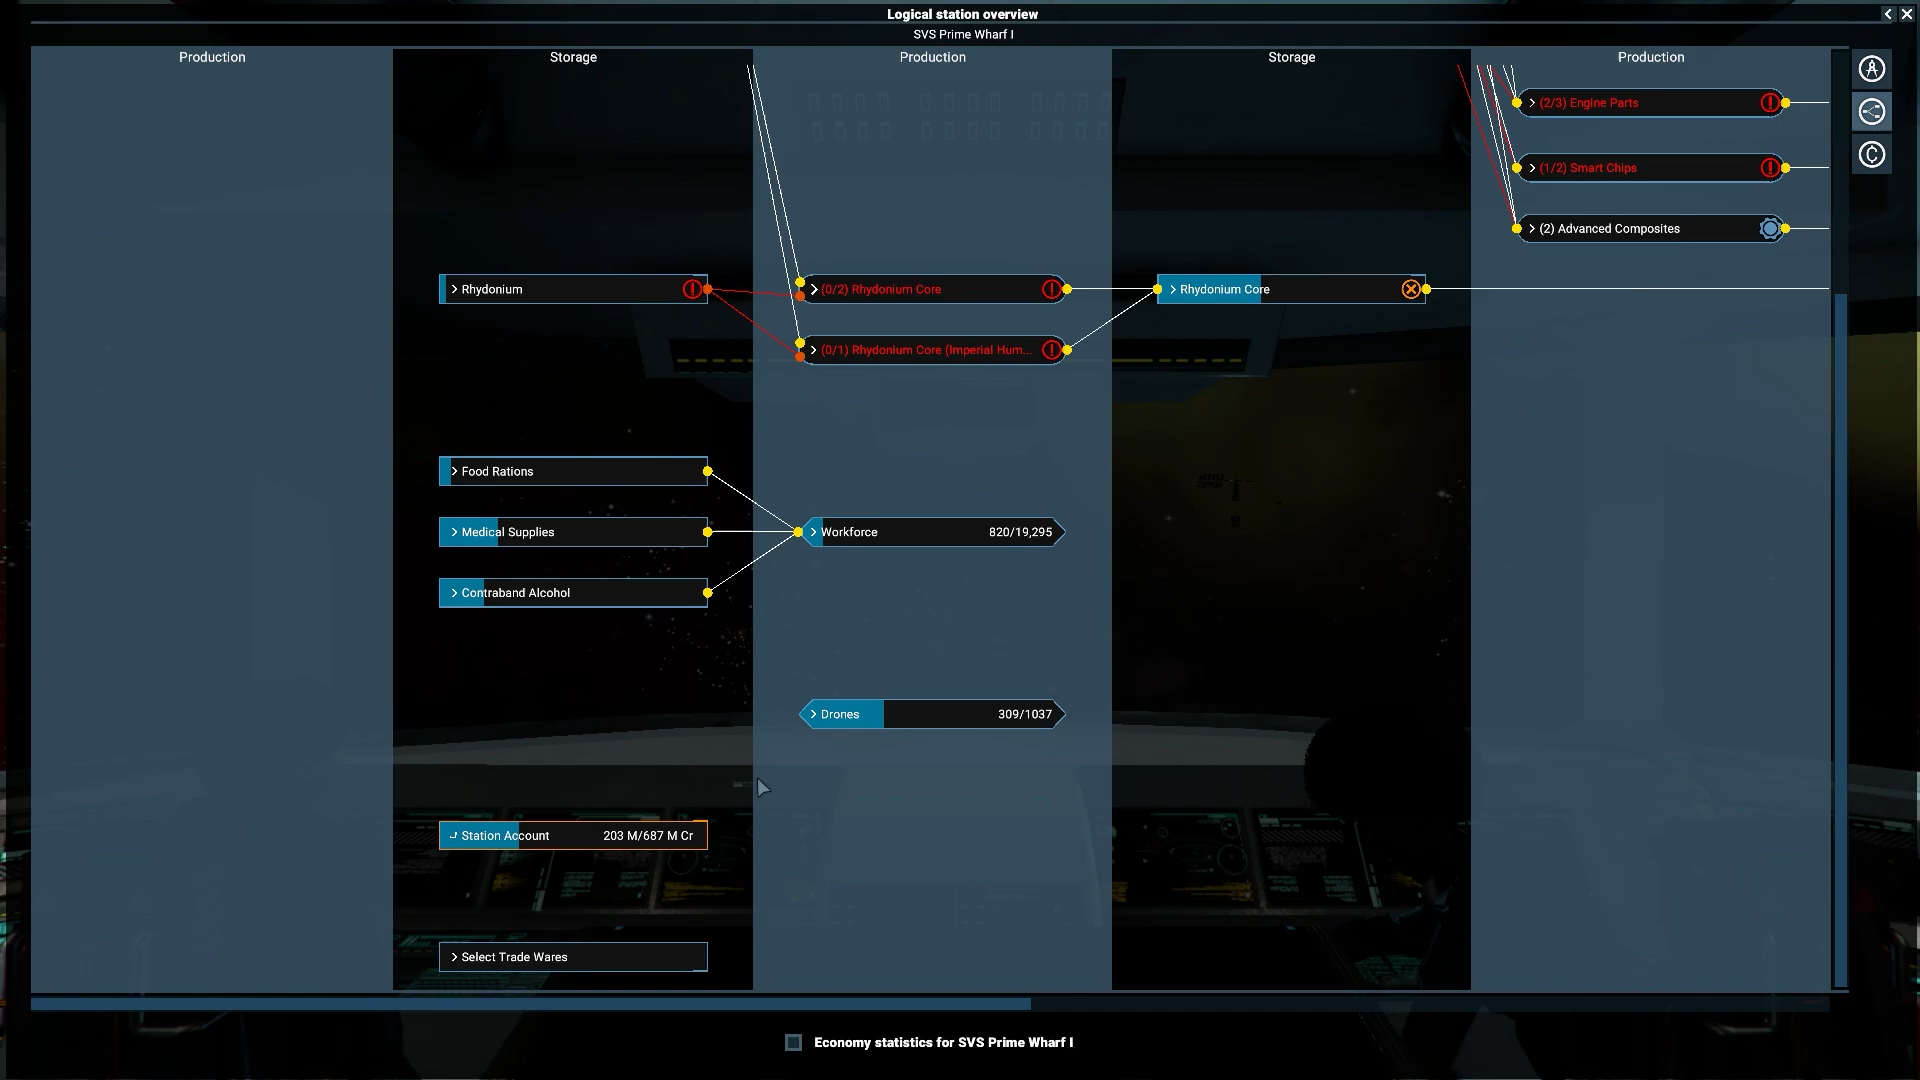 Logical station overview
SVS Prime Wharf I
Production
Storage
Production
Storage
Production
(2/3) Engine Parts
(1/2) Smart Chips
(2) Advanced Composites
Rhydonium
(0/2) Rhydonium Core
Rhydonium Core
(0/1) Rhydonium Core (Imperial Hum...
Food Rations
Medical Supplies
Workforce 820/19,295
Contraband Alcohol
Drones 309/1037
Station Account 203 M/687 M Cr
Select Trade Wares
Economy statistics for SVS Prime Wharf I